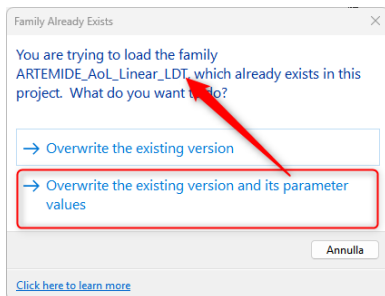 Family Already Exists
You are trying to load the family
ARTEMIDE_AoL_Linear_LDT, which already exists in this
project. What do you want to do?
→ Overwrite the existing version
→ Overwrite the existing version and its parameter
values
Annulla
Click here to learn more